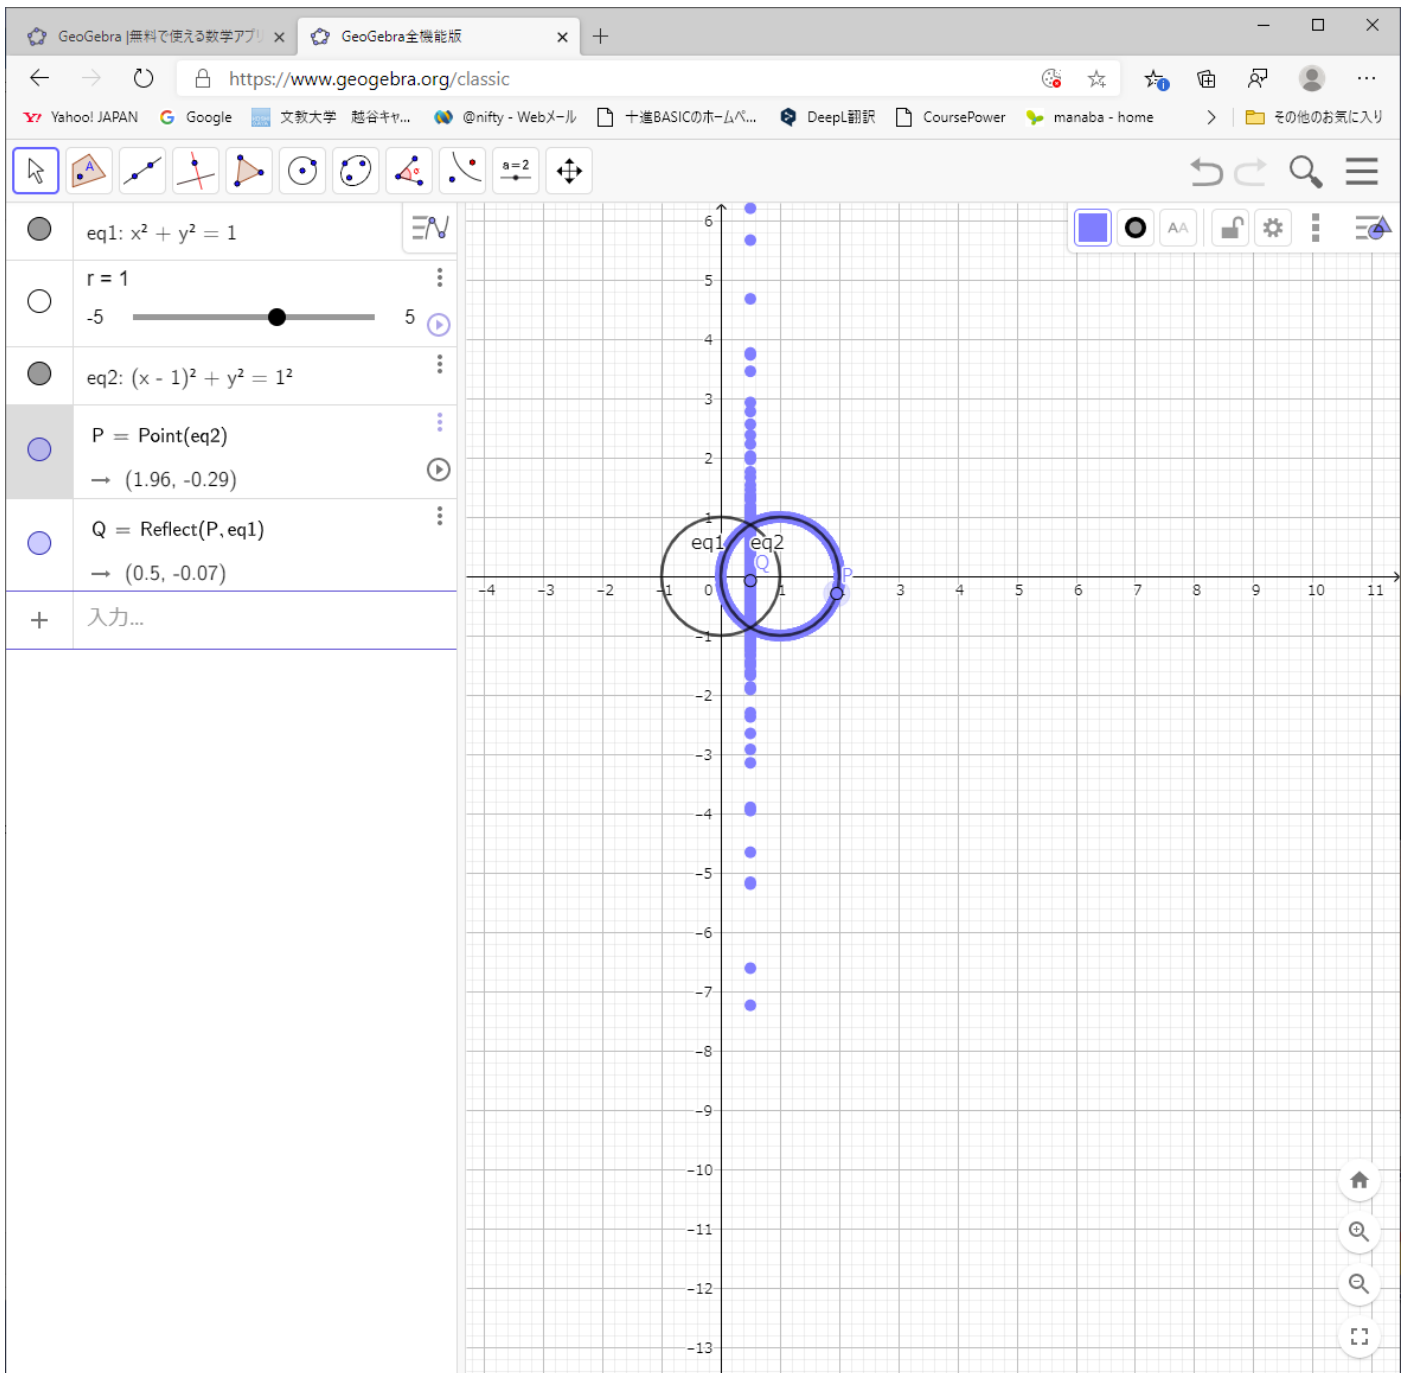 GeoGebra |無料で使える数学アプリ
GeoGebra全機能版
https://www.geogebra.org/classic
Yahoo! JAPAN
Google
文教大学 越谷キャ...
@nifty - Webメール
十進BASICのホームペ...
DeepL翻訳
CoursePower
manaba - home
その他のお気に入り
A
a=2
AA
eq1: x² + y² = 1
r = 1
-5
5
eq2: (x - 1)² + y² = 1²
P = Point(eq2)
→ (1.96, -0.29)
Q = Reflect(P, eq1)
→ (0.5, -0.07)
+ 入力...
6
5
4
3
2
1
eq1
eq2
Q
P
-4 -3 -2 -1 0 1 2 3 4 5 6 7 8 9 10 11
-1
-2
-3
-4
-5
-6
-7
-8
-9
-10
-11
-12
-13